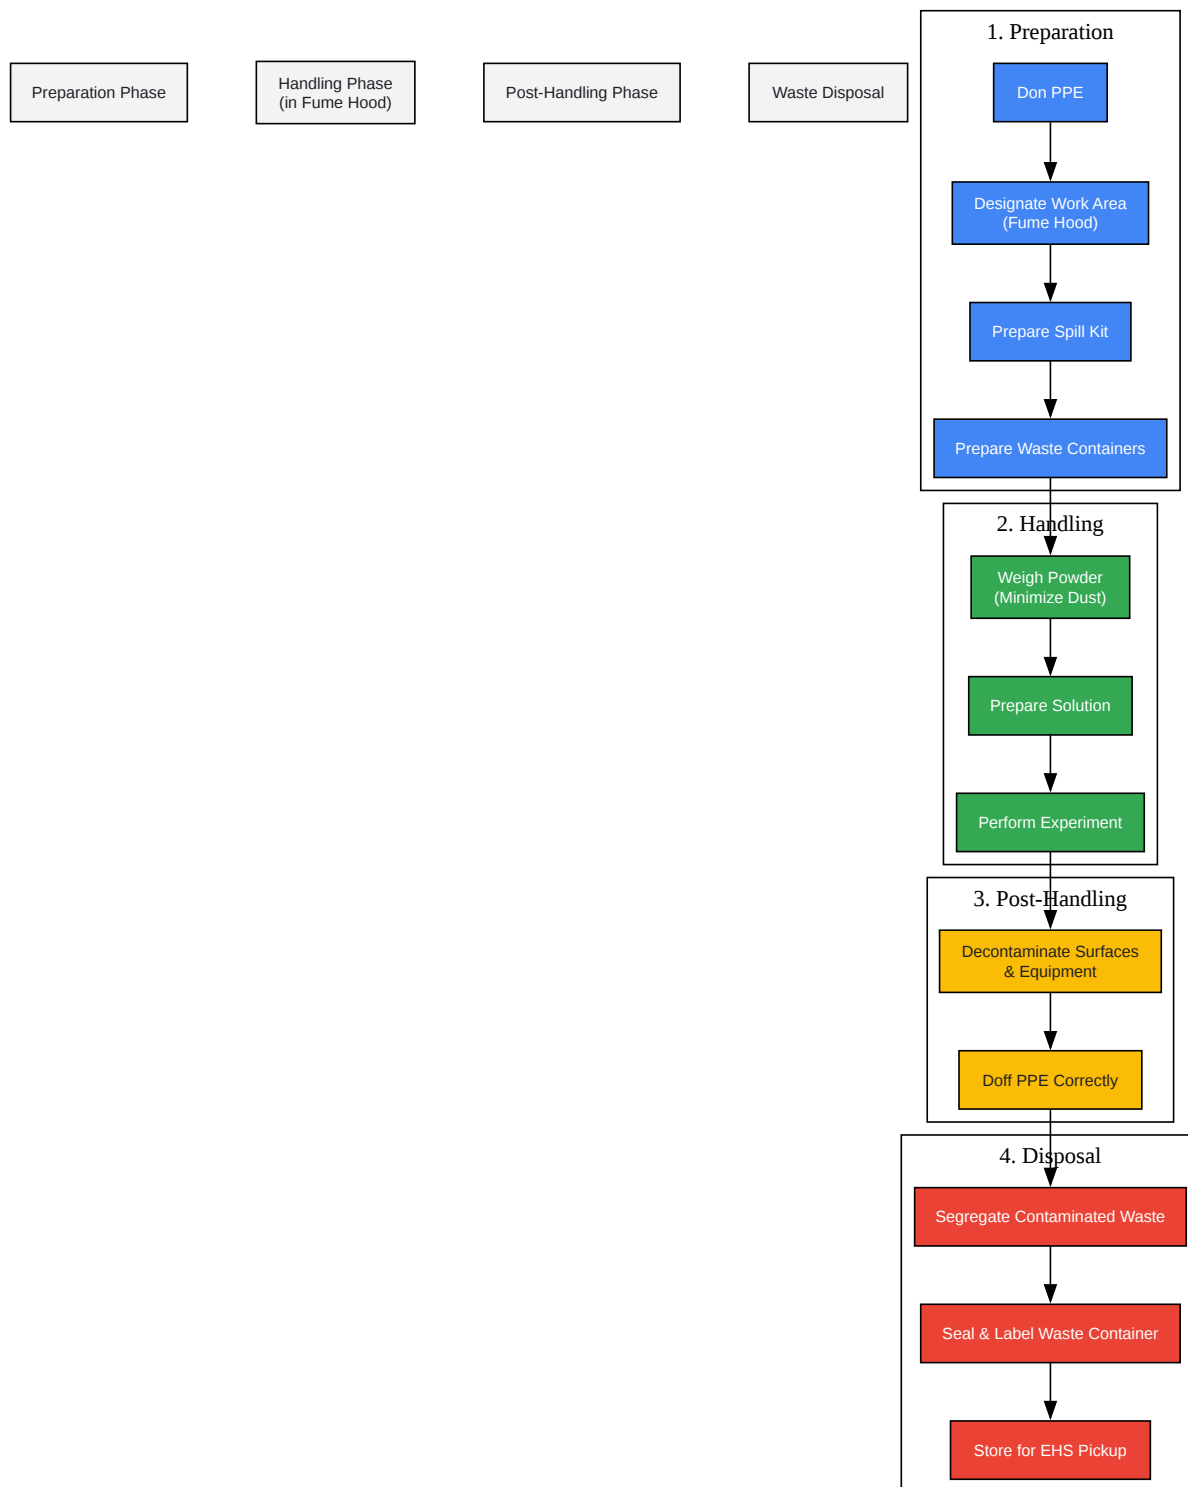 1. Preparation
Preparation Phase
Handling Phase
(in Fume Hood)
Post-Handling Phase
Waste Disposal
Don PPE
Designate Work Area
(Fume Hood)
Prepare Spill Kit
Prepare Waste Containers
2. Handling
Weigh Powder
(Minimize Dust)
Prepare Solution
Perform Experiment
3. Post-Handling
Decontaminate Surfaces
& Equipment
Doff PPE Correctly
4. Disposal
Segregate Contaminated Waste
Seal & Label Waste Container
Store for EHS Pickup